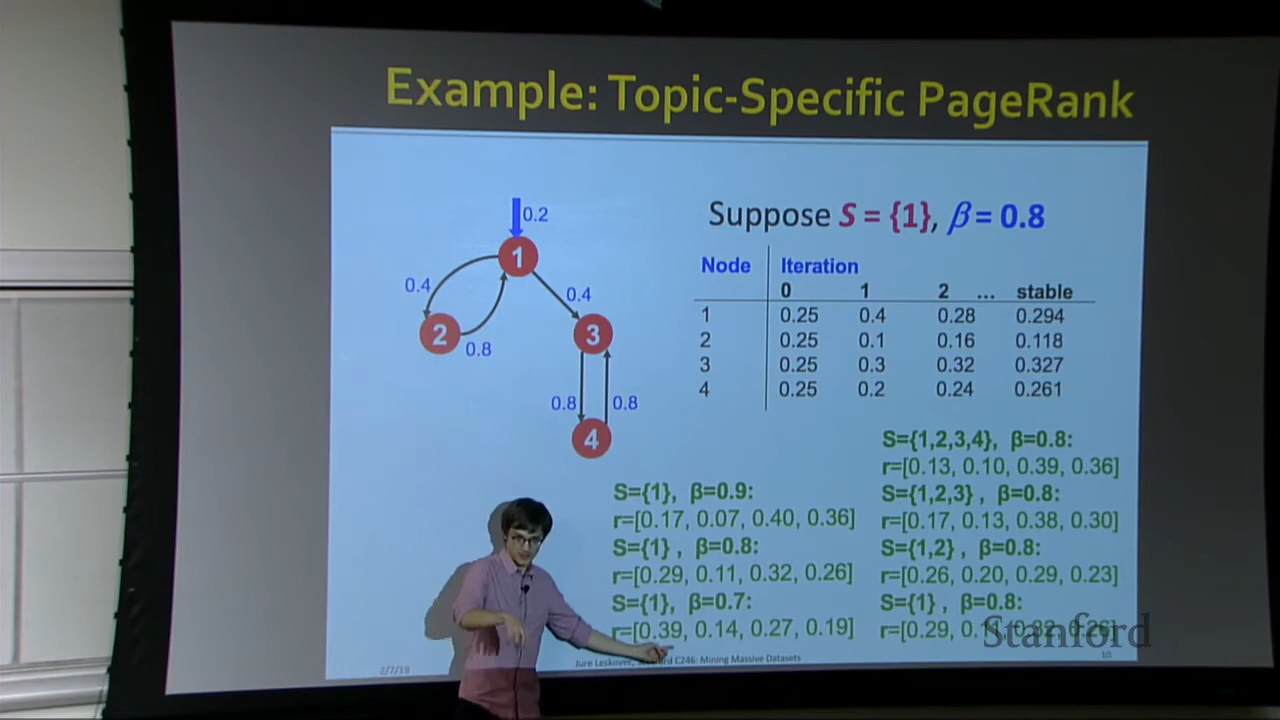 Example: Topic-Specific PageRank
Suppose S = {1}, β = 0.8
0.2
1
0.4
0.4
2
0.8
3
0.8
0.8
4
Node Iteration
0 1 2 ... stable
1 0.25 0.4 0.28 0.294
2 0.25 0.1 0.16 0.118
3 0.25 0.3 0.32 0.327
4 0.25 0.2 0.24 0.261
S={1}, β=0.9:
r=[0.17, 0.07, 0.40, 0.36]
S={1} , β=0.8:
r=[0.29, 0.11, 0.32, 0.26]
S={1}, β=0.7:
r=[0.39, 0.14, 0.27, 0.19]
S={1,2,3,4}, β=0.8:
r=[0.13, 0.10, 0.39, 0.36]
S={1,2,3} , β=0.8:
r=[0.17, 0.13, 0.38, 0.30]
S={1,2} , β=0.8:
r=[0.26, 0.20, 0.29, 0.23]
S={1} , β=0.8:
r=[0.29,
Stanford
2/7/19
Jure Leskovec, C246: Mining Massive Datasets